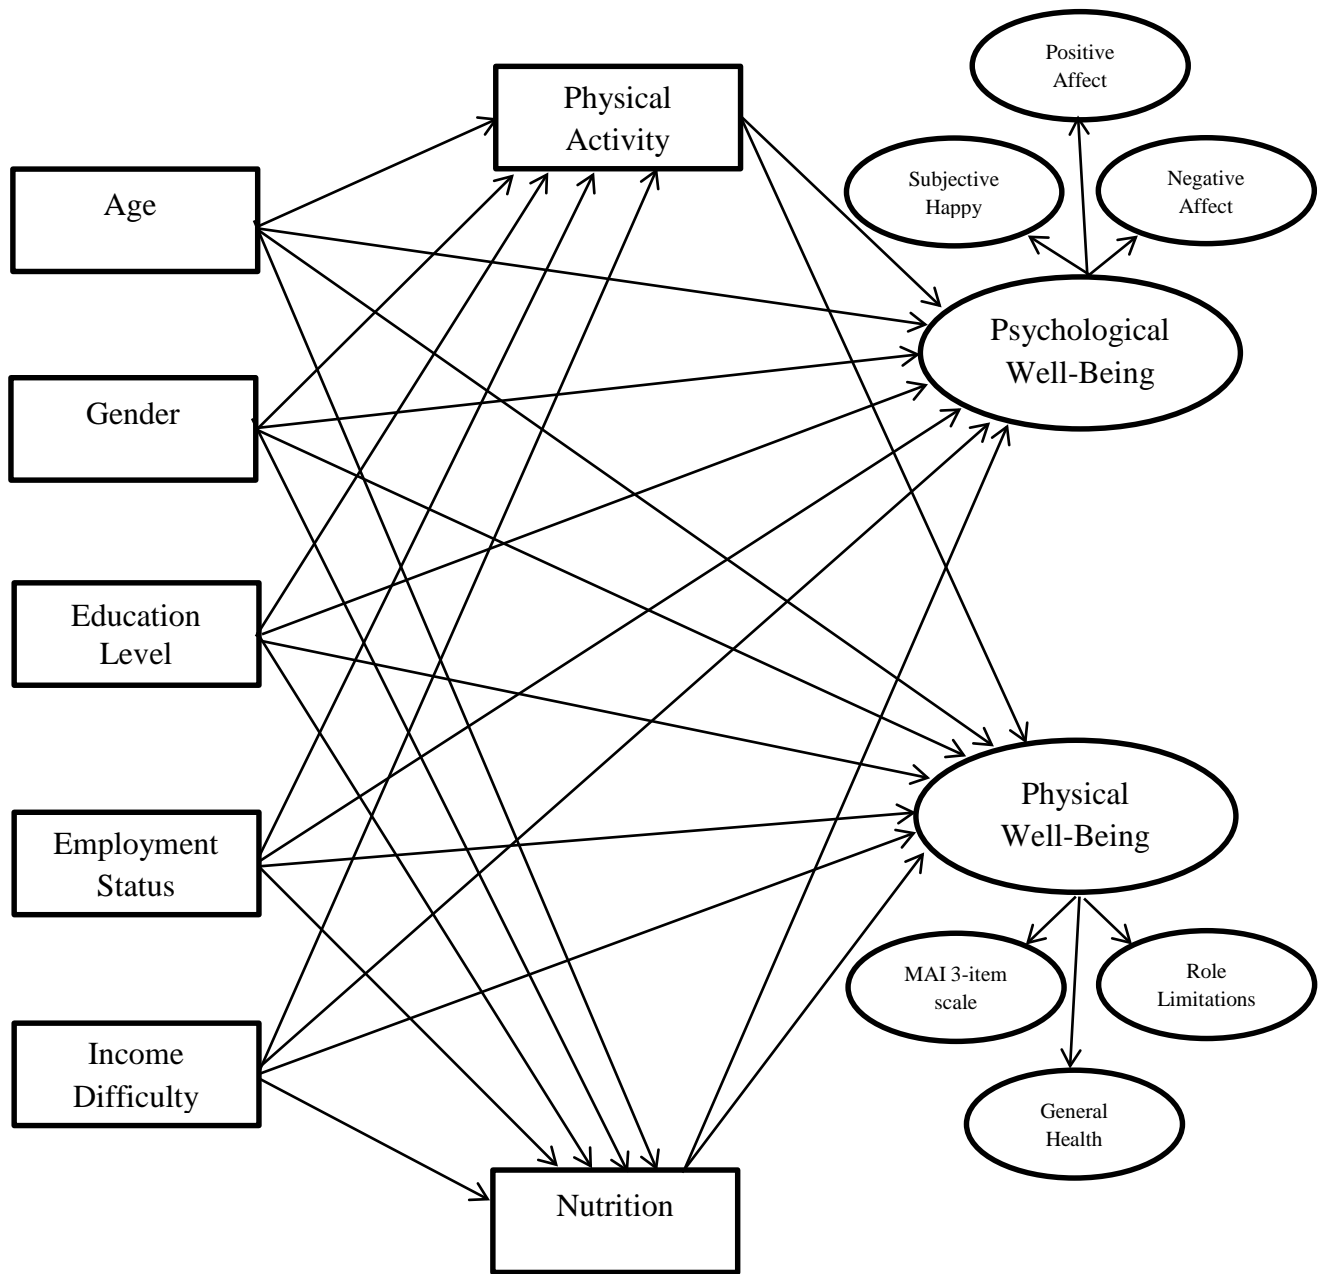 Positive
Affect
Physical
Activity
Subjective
Happy
Negative
Affect
Age
Psychological
Well-Being
Gender
Education
Level
Physical
Well-Being
Employment
Status
MAI 3-item
scale
Role
Limitations
Income
Difficulty
General
Health
Nutrition